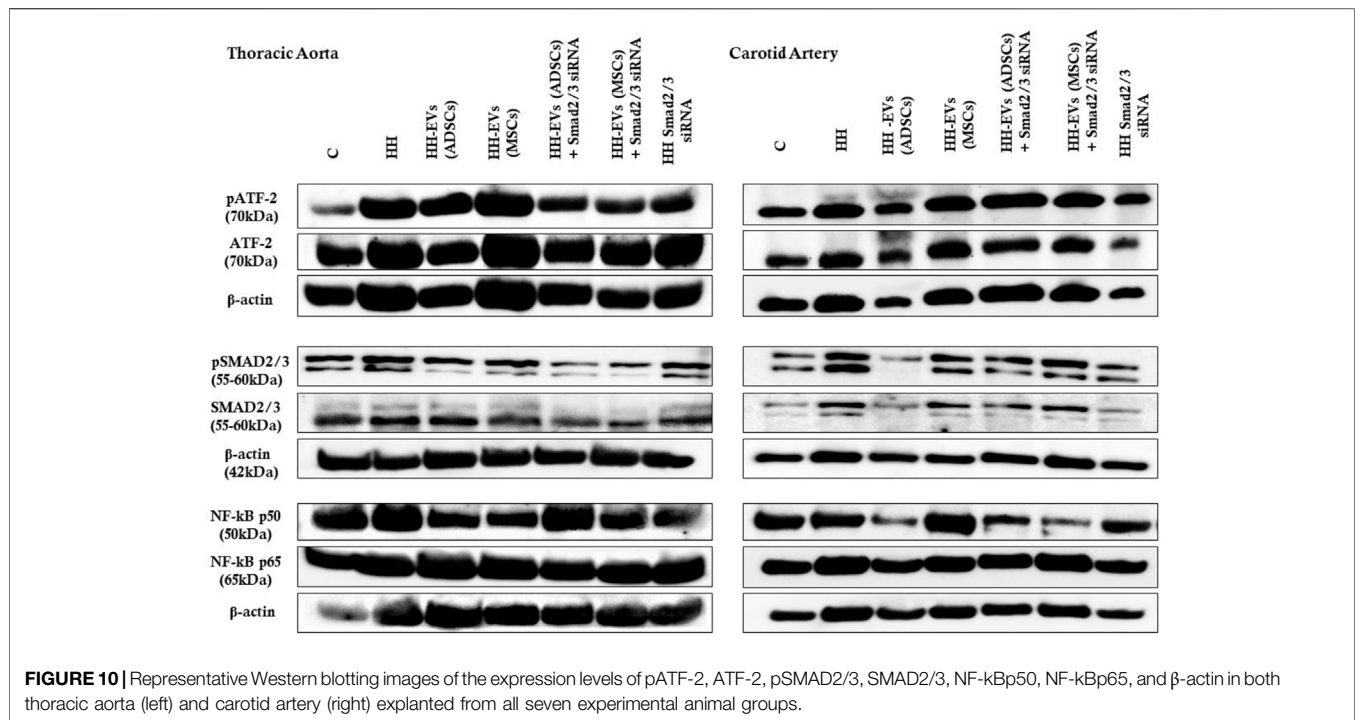 Thoracic Aorta
C
HH
HH-EVs
(ADSCs)
HH-EVs
(MSCs)
HH-EVs (ADSCs)
+ Smad2/3 siRNA
HH-EVs (MSCs)
+ Smad2/3 siRNA
HH Smad2/3
siRNA
Carotid Artery
C
HH
HH -EVs
(ADSCs)
HH-EVs
(MSCs)
HH-EVs (ADSCs)
+ Smad2/3 siRNA
HH-EVs (MSCs)
+ Smad2/3 siRNA
HH Smad2/3
siRNA
pATF-2
(70kDa)
ATF-2
(70kDa)
β-actin
pSMAD2/3
(55-60kDa)
SMAD2/3
(55-60kDa)
β-actin
(42kDa)
NF-kB p50
(50kDa)
NF-kB p65
(65kDa)
β-actin
FIGURE 10 | Representative Western blotting images of the expression levels of pATF-2, ATF-2, pSMAD2/3, SMAD2/3, NF-kBp50, NF-kBp65, and β-actin in both
thoracic aorta (left) and carotid artery (right) explanted from all seven experimental animal groups.